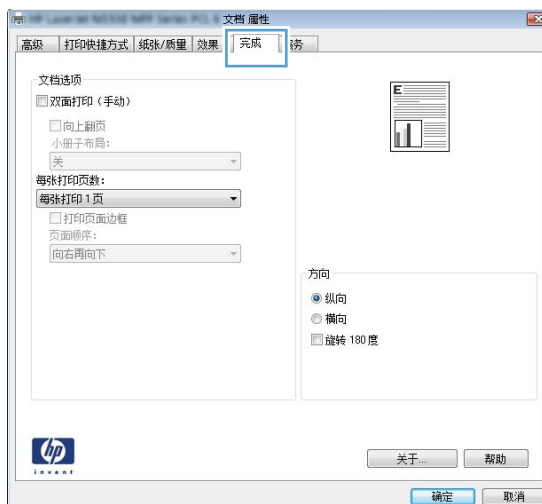 文档 属性
高级 打印快捷方式 纸张/质量 效果 完成 务
文档选项
双面打印（手动）
向上翻页
小册子布局：
关
每张打印页数：
每张打印 1 页
打印页面边框
页面顺序：
向右再向下
E
方向
纵向
横向
旋转 180 度
hp
invent
关于... 帮助
确定 取消